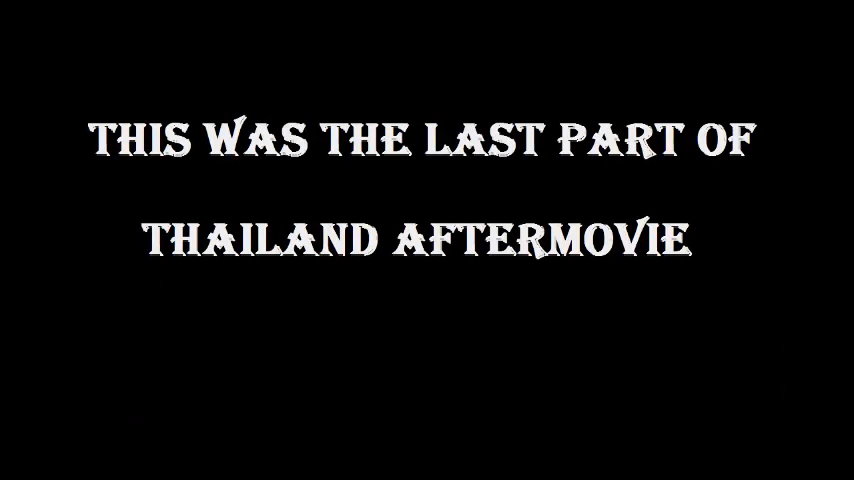 THIS WAS THE LAST PART OF
THAILAND AFTERMOVIE